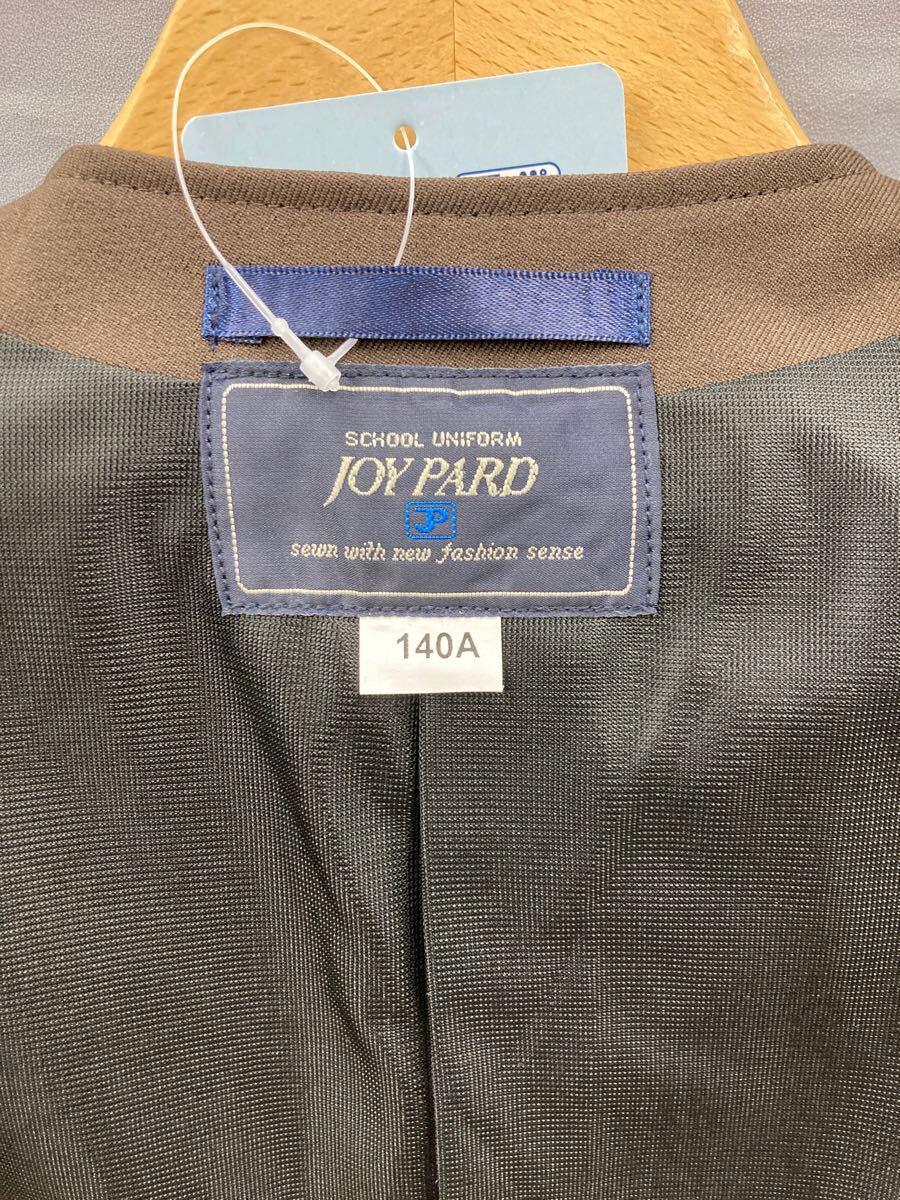 SCHOOL UNIFORM
JOY PARD
JP
sewn with new fashion sense
140A